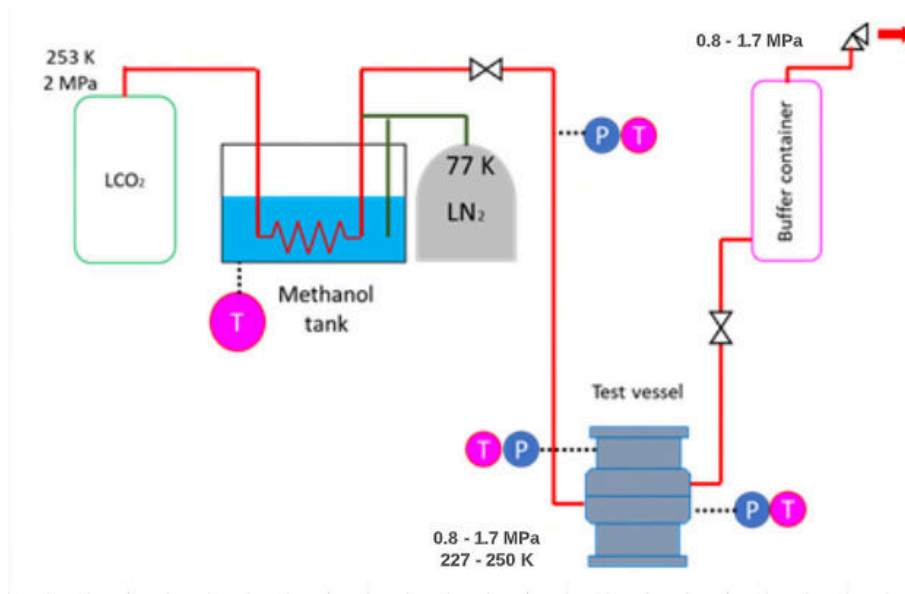 253 K
2 MPa
LCO₂
77 K
LN₂
Methanol
tank
T
P
T
0.8 - 1.7 MPa
Buffer container
Test vessel
T
P
P
T
0.8 - 1.7 MPa
227 - 250 K